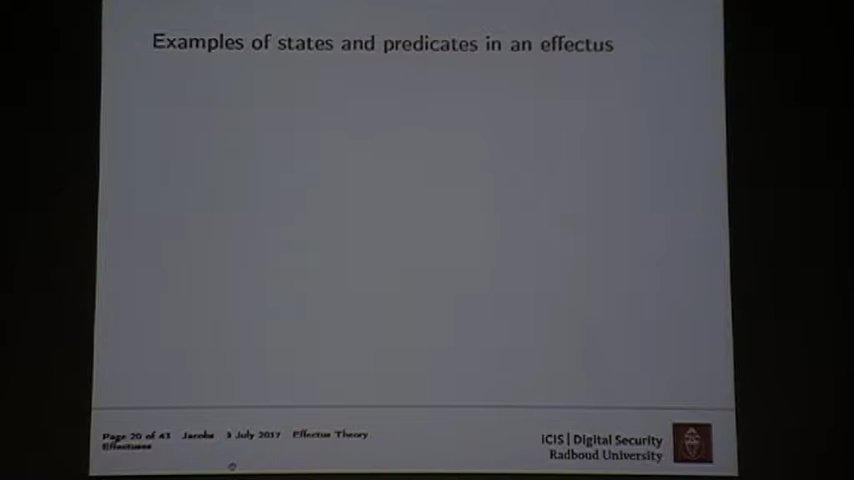 Examples of states and predicates in an effectus
Page 20 of 43 Jacobs 3 July 2017 Effectus Theory
Effectuses
iCIS | Digital Security
Radboud University